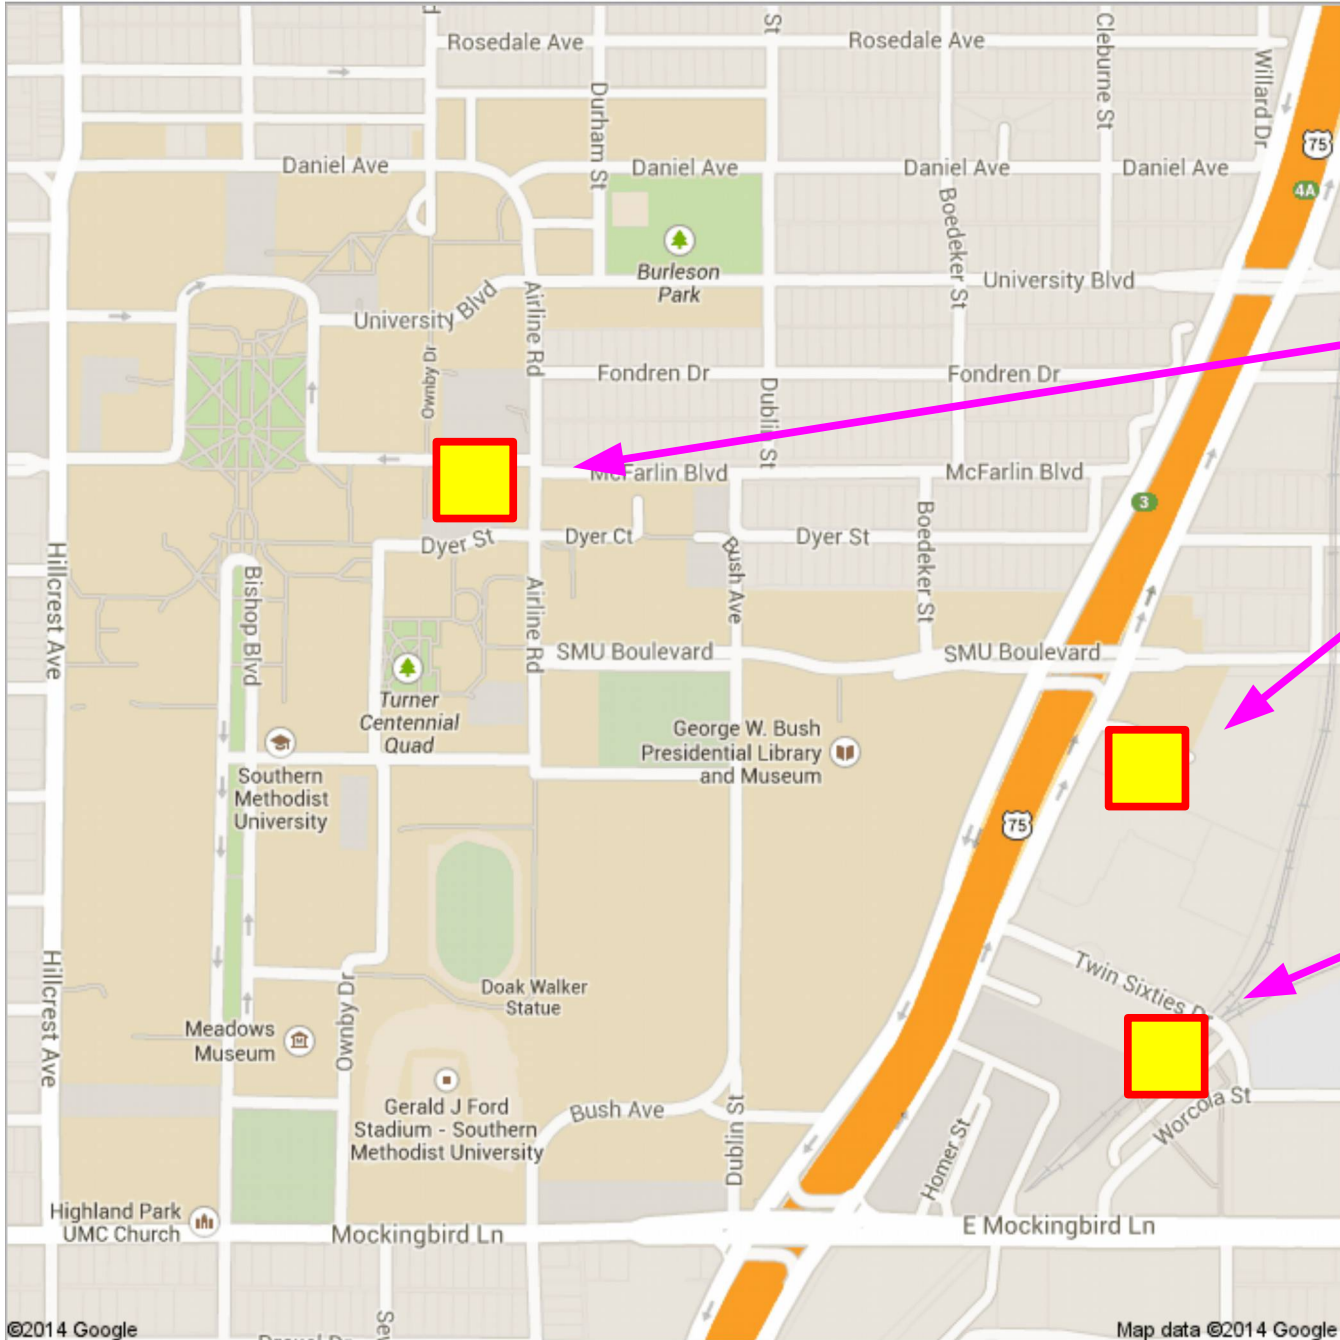 Rosedale Ave
St
Rosedale Ave
Cleburne St
Willard Dr
75
4A
Durham St
Daniel Ave
Daniel Ave
Daniel Ave
Daniel Ave
Boedeker St
Burleson
Park
University Blvd
University Blvd
Airline Rd
Ownby Dr
Fondren Dr
Fondren Dr
Dublin St
McFarlin Blvd
McFarlin Blvd
3
Dyer St
Dyer Ct
Dyer St
Boedeker St
Bush Ave
Hillcrest Ave
Bishop Blvd
Airline Rd
SMU Boulevard
SMU Boulevard
Turner
Centennial
Quad
George W. Bush
Presidential Library
and Museum
Southern
Methodist
University
75
Hillcrest Ave
Doak Walker
Statue
Twin Sixties Dr
Meadows
Museum
Ownby Dr
Gerald J Ford
Stadium - Southern
Methodist University
Bush Ave
Dublin St
Homer St
Worcola St
Highland Park
UMC Church
Mockingbird Ln
E Mockingbird Ln
©2014 Google
Map data ©2014 Google